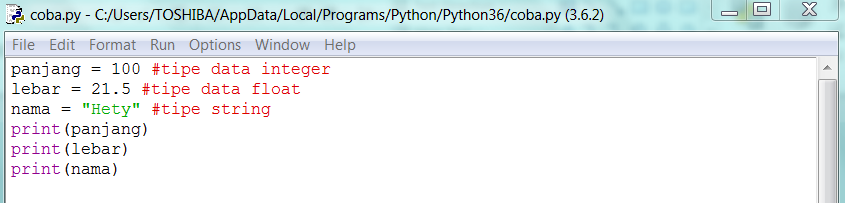 coba.py - C:/Users/TOSHIBA/AppData/Local/Programs/Python/Python36/coba.py (3.6.2)
File Edit Format Run Options Window Help
panjang = 100 #tipe data integer
lebar = 21.5 #tipe data float
nama = "Hety" #tipe string
print(panjang)
print(lebar)
print(nama)